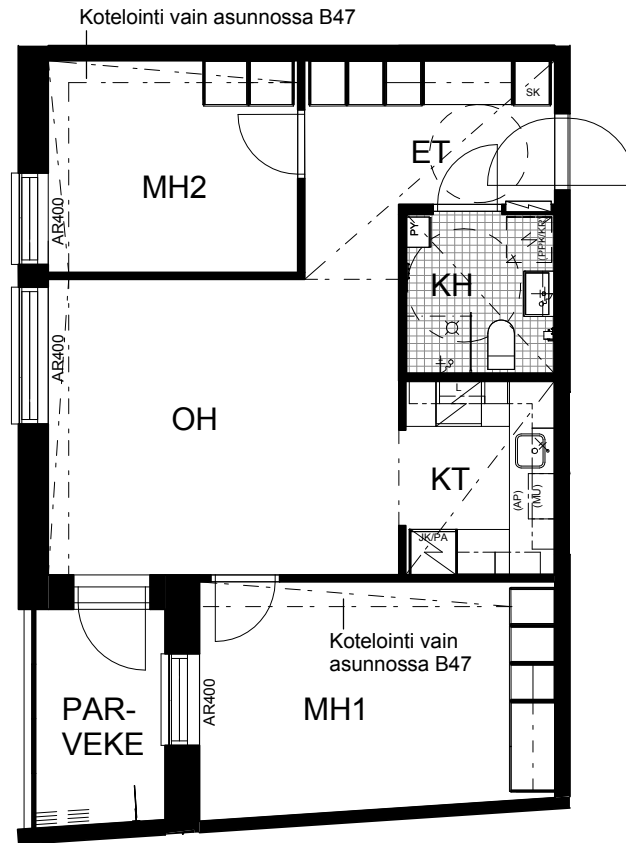 Kotelointi vain asunnossa B47
SK
ET
MH2
AR400
PY
(PPK/KR)
KH
AR400
L
OH
KT
(AP)
(MU)
JK/PA
Kotelointi vain
asunnossa B47
AR400
MH1
PAR-
VEKE